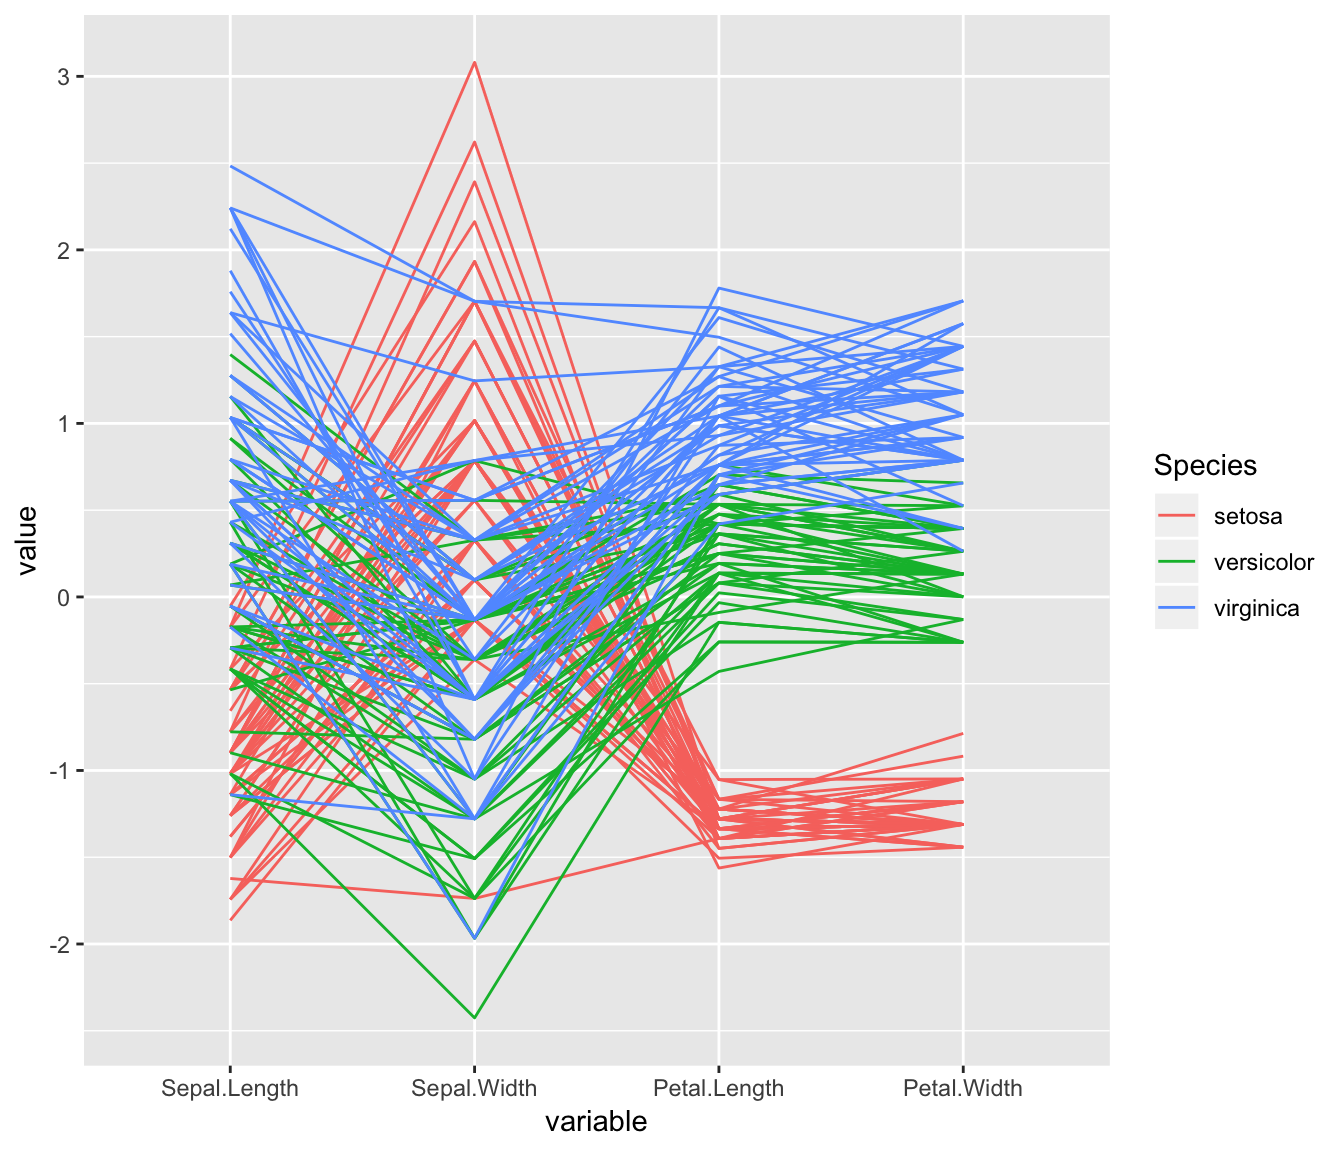 3
2
1
0
-1
-2
value
Sepal.Length Sepal.Width Petal.Length Petal.Width
variable
Species
setosa
versicolor
virginica